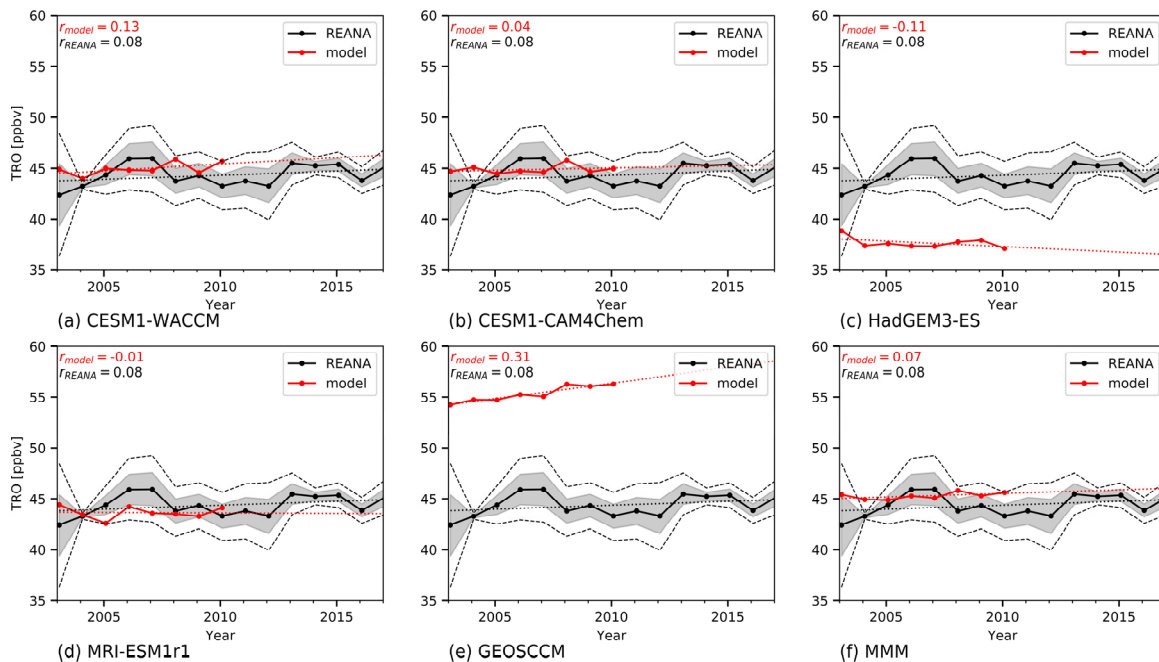 60
55
50
45
40
35
TRO [ppbv]
r_model = 0.13
r_REANA = 0.08
REANA
model
2005
2010
2015
Year
(a) CESM1-WACCM
60
55
50
45
40
35
r_model = 0.04
r_REANA = 0.08
REANA
model
2005
2010
2015
Year
(b) CESM1-CAM4Chem
60
55
50
45
40
35
r_model = -0.11
r_REANA = 0.08
REANA
model
2005
2010
2015
Year
(c) HadGEM3-ES
60
55
50
45
40
35
TRO [ppbv]
r_model = -0.01
r_REANA = 0.08
REANA
model
2005
2010
2015
Year
(d) MRI-ESM1r1
60
55
50
45
40
35
r_model = 0.31
r_REANA = 0.08
REANA
model
2005
2010
2015
Year
(e) GEOSCCM
60
55
50
45
40
35
r_model = 0.07
r_REANA = 0.08
REANA
model
2005
2010
2015
Year
(f) MMM